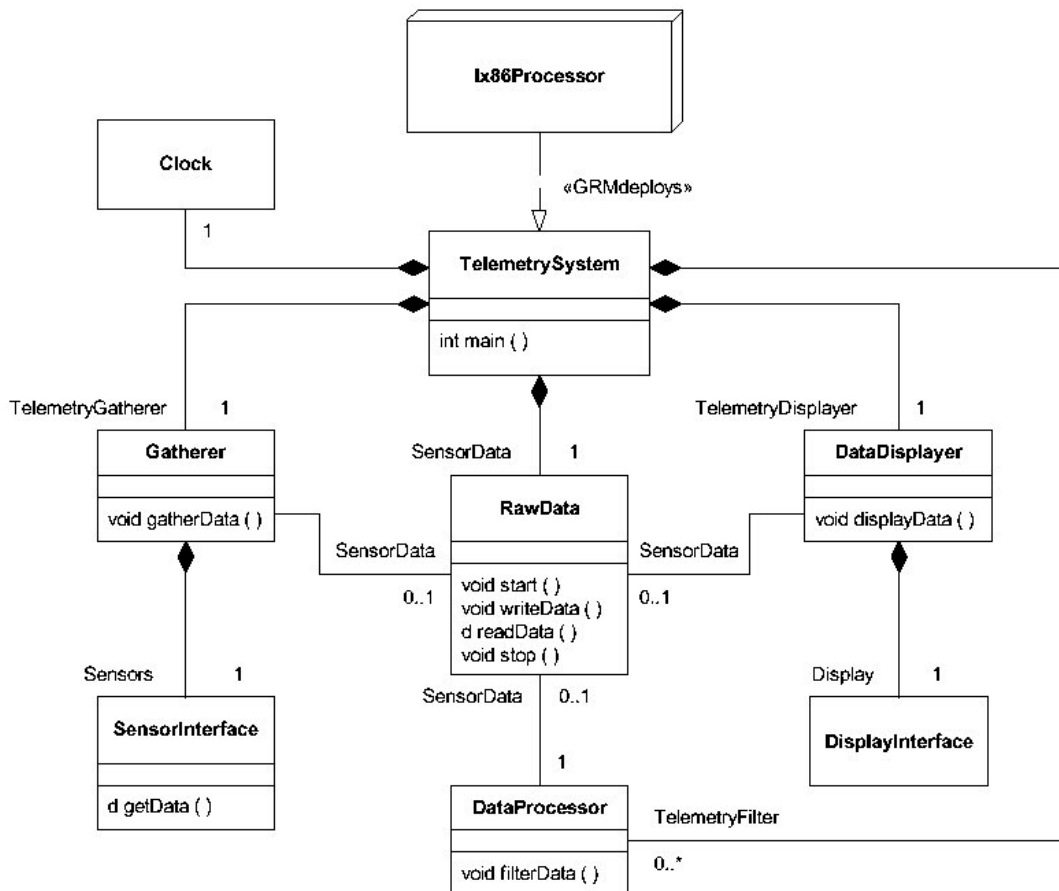 Ix86Processor
Clock
«GRMdeploys»
1
TelemetrySystem
int main ( )
TelemetryGatherer 1
TelemetryDisplayer 1
Gatherer
SensorData 1
DataDisplayer
RawData
void gatherData ( )
void displayData ( )
SensorData
SensorData
void start ( )
0..1
0..1
void writeData ( )
d readData ( )
void stop ( )
Sensors 1
Display 1
SensorData 0..1
SensorInterface
DisplayInterface
d getData ( )
1
DataProcessor
TelemetryFilter
0..*
void filterData ( )